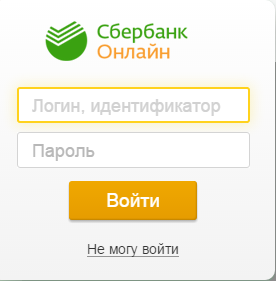 Сбербанк
Онлайн
Логин, идентификатор
Пароль
Войти
Не могу войти